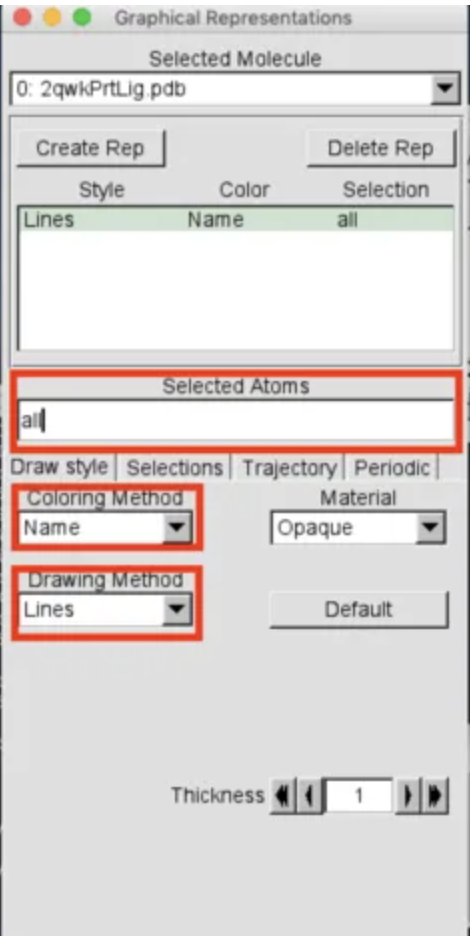 Graphical Representations
Selected Molecule
0: 2qwkPrtLig.pdb
Create Rep Delete Rep
Style Color Selection
Lines Name all
Selected Atoms
all
Draw style Selections Trajectory Periodic
Coloring Method Material
Name Opaque
Drawing Method
Lines Default
Thickness 1